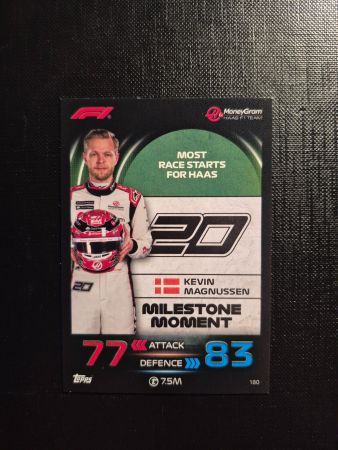 F1
MoneyGram
HAAS F1 TEAM
MOST
RACE STARTS
FOR HAAS
20
20
KEVIN
MAGNUSSEN
MILESTONE
MOMENT
77 ATTACK
DEFENCE 83
7.5M
Topps
180